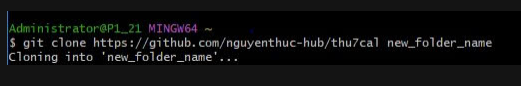 Administrator@P1_21 MINGW64 ~
$ git clone https://github.com/nguyenthuc-hub/thu7cal new_folder_name
Cloning into 'new_folder_name'...